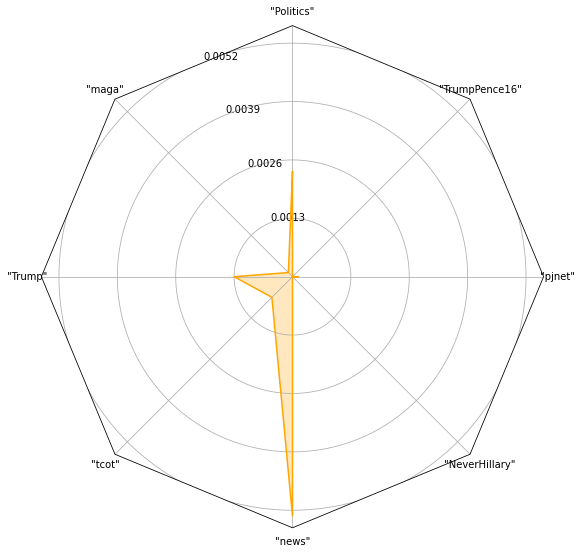 "Politics"
0.0052
"maga"
"TrumpPence16"
0.0039
0.0026
0.0013
"Trump"
"pjnet"
"tcot"
"NeverHillary"
"news"